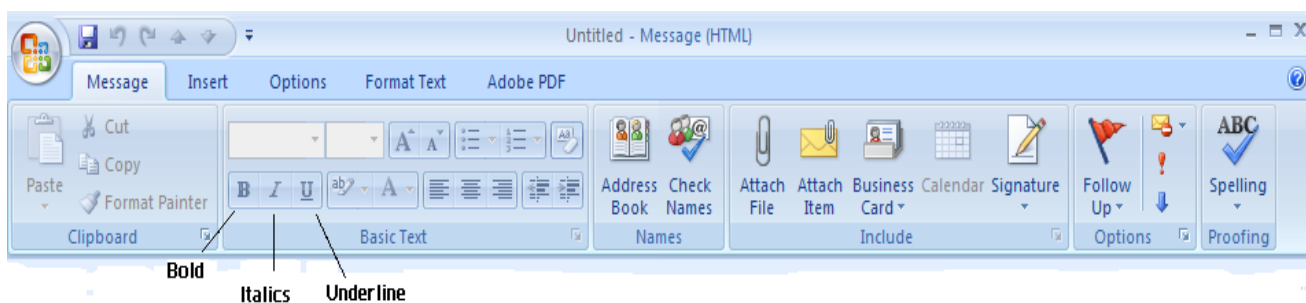 Untitled - Message (HTML)
Message Insert Options Format Text Adobe PDF
Paste
Cut
Copy
Format Painter
Clipboard
B I U ab A
Basic Text
Address Book
Check Names
Names
Attach File
Attach Item
Business Card
Calendar
Signature
Include
Follow Up
Options
ABC
Spelling
Proofing
Bold
Italics
Underline